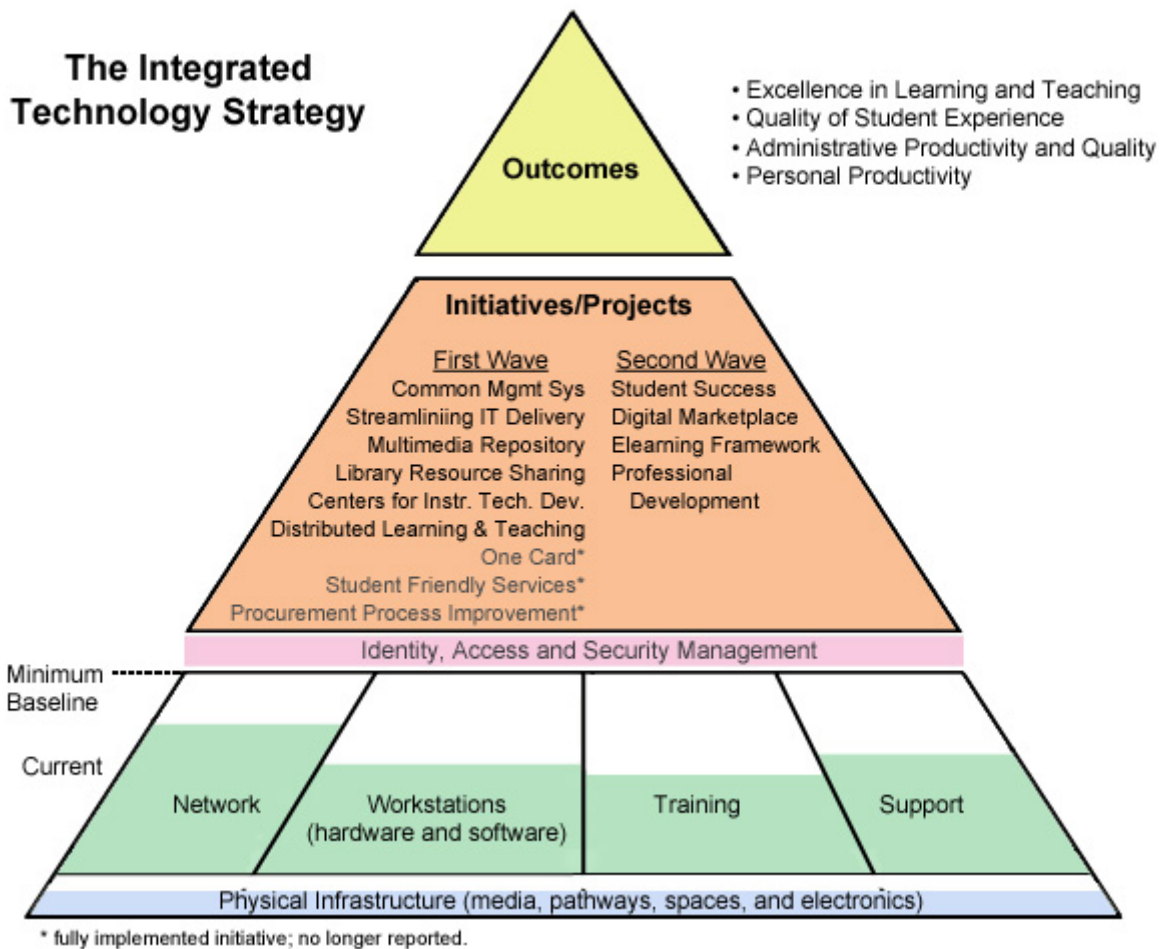 The Integrated
Technology Strategy
• Excellence in Learning and Teaching
• Quality of Student Experience
• Administrative Productivity and Quality
• Personal Productivity
Outcomes
Initiatives/Projects
First Wave
Common Mgmt Sys
Streamliniing IT Delivery
Multimedia Repository
Library Resource Sharing
Centers for Instr. Tech. Dev.
Distributed Learning & Teaching
One Card*
Student Friendly Services*
Procurement Process Improvement*
Second Wave
Student Success
Digital Marketplace
Elearning Framework
Professional
Development
Identity, Access and Security Management
Minimum
Baseline
Current
Network
Workstations
(hardware and software)
Training
Support
Physical Infrastructure (media, pathways, spaces, and electronics)
* fully implemented initiative; no longer reported.